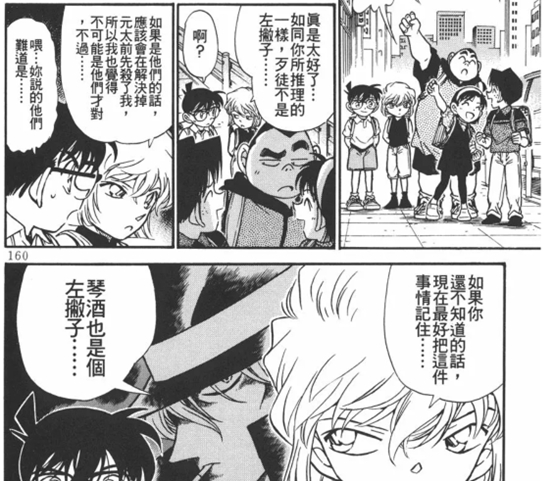 真是太好了…
如同你所推理的
一樣，歹徒不是
左撇子…
啊？
如果是他們的話，
應該會在解決掉
元太前先殺了我，
所以我也覺得
不可能是他們才對
，不過……
喂…妳說的他們
難道是……
160
如果你
還不知道的話，
現在最好把這件
事情記住……
琴酒也是個
左撇子……